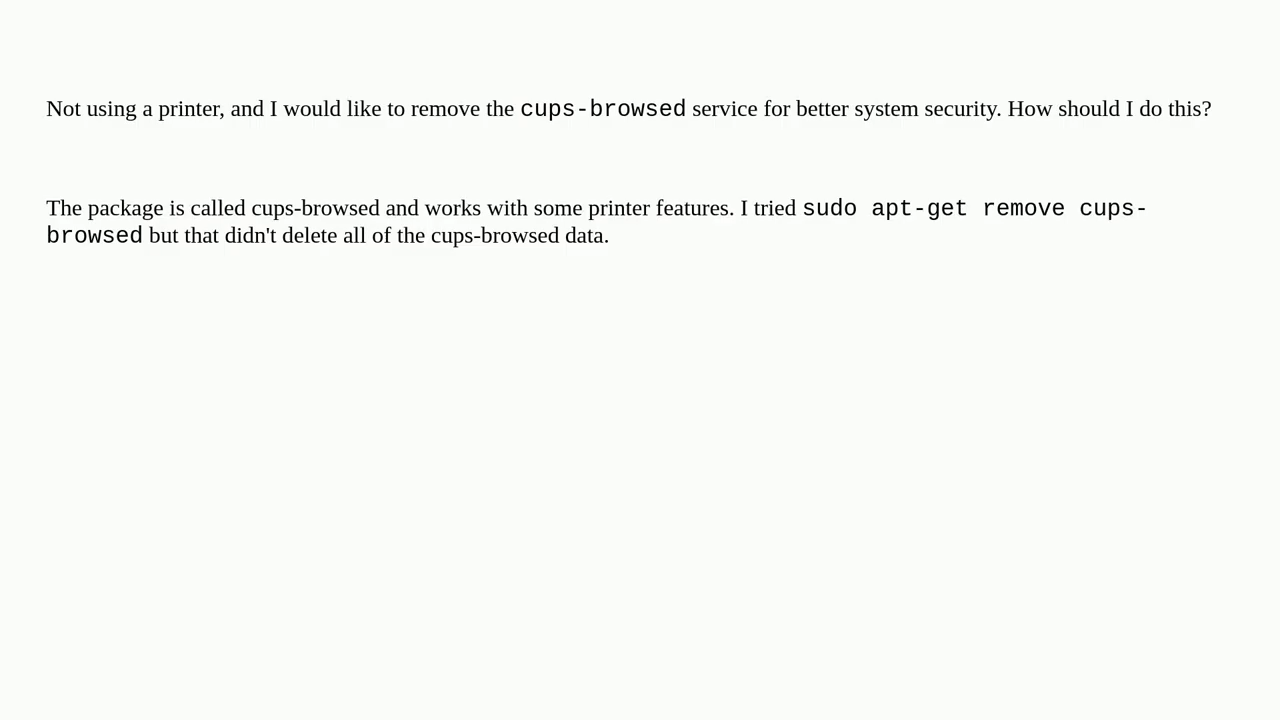 Not using a printer, and I would like to remove the cups-browsed service for better system security. How should I do this?
The package is called cups-browsed and works with some printer features. I tried sudo apt-get remove cups-
browsed but that didn't delete all of the cups-browsed data.